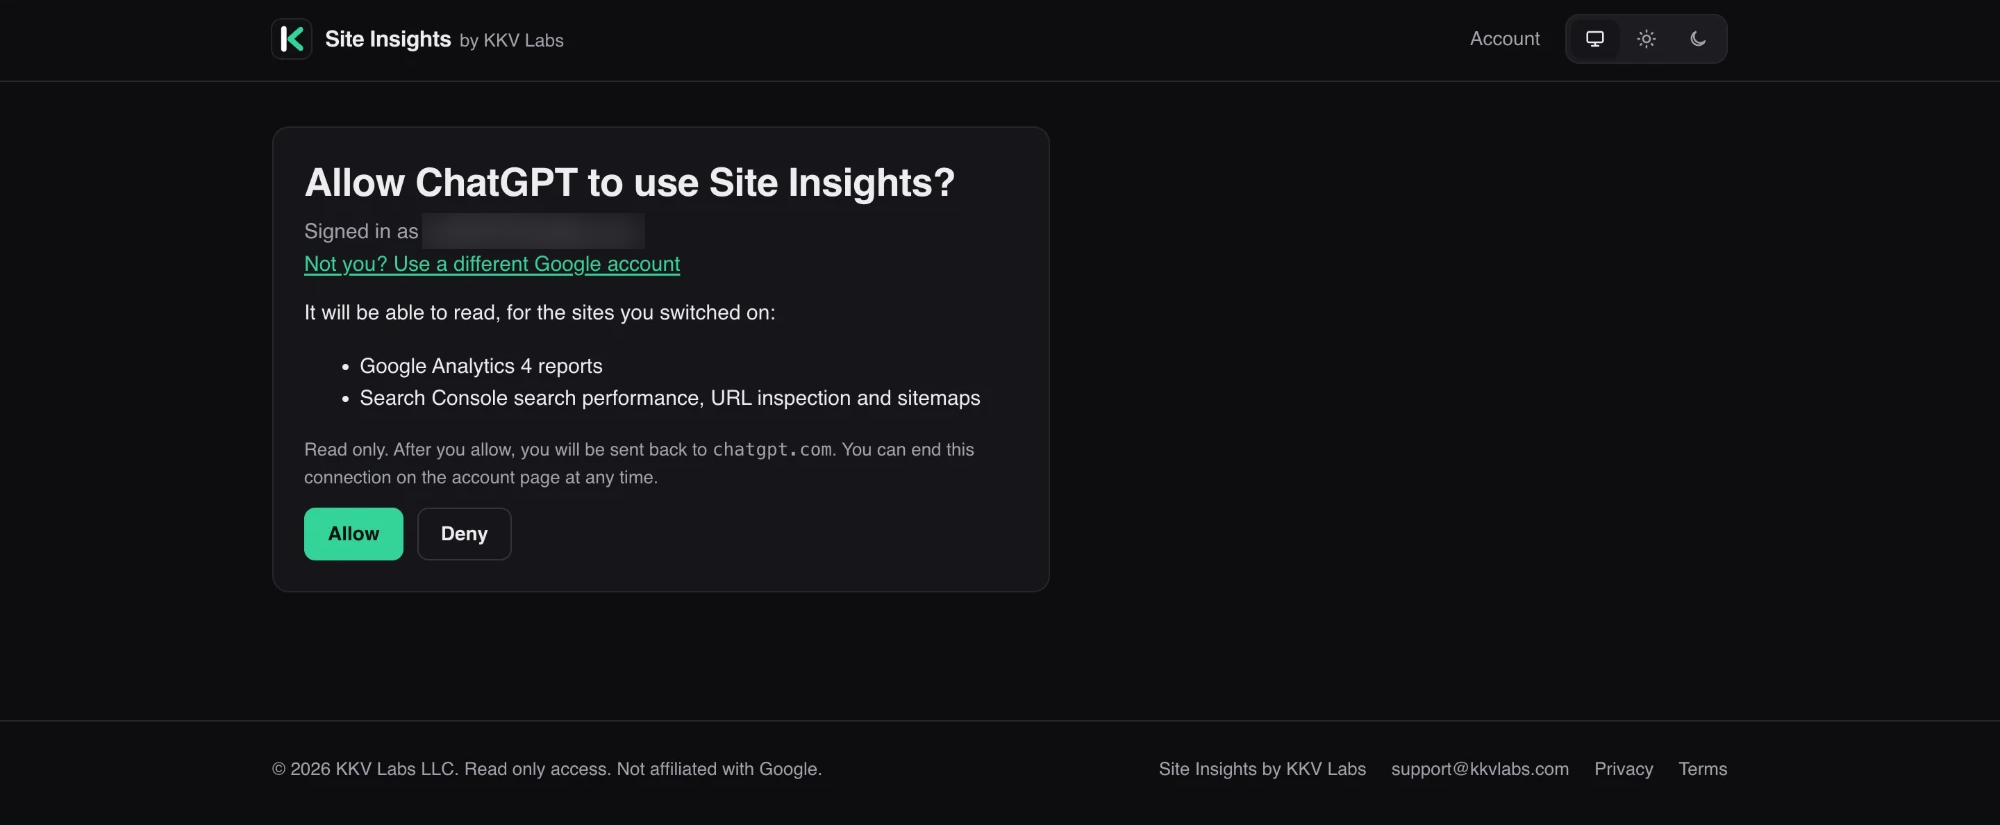 Site Insights by KKV Labs
Account
Allow ChatGPT to use Site Insights?
Signed in as
Not you? Use a different Google account
It will be able to read, for the sites you switched on:
• Google Analytics 4 reports
• Search Console search performance, URL inspection and sitemaps
Read only. After you allow, you will be sent back to chatgpt.com. You can end this
connection on the account page at any time.
Allow
Deny
© 2026 KKV Labs LLC. Read only access. Not affiliated with Google.
Site Insights by KKV Labs
support@kkvlabs.com
Privacy
Terms